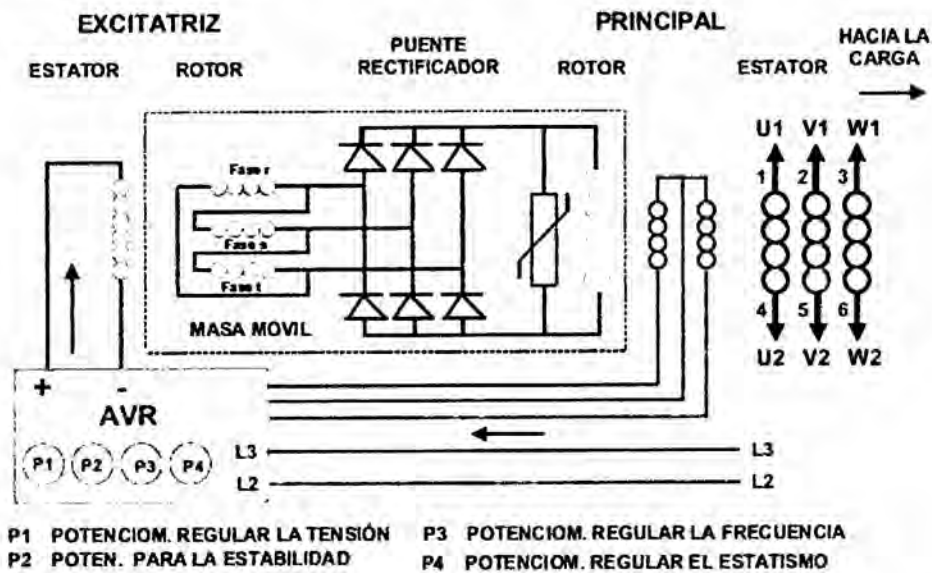 EXCITATRIZ PRINCIPAL
ESTATOR ROTOR PUENTE RECTIFICADOR ROTOR ESTATOR HACIA LA CARGA
U1 V1 W1
1 2 3
Fase r
Fase s
Fase t
4 5 6
MASA MOVIL
U2 V2 W2
+ -
AVR
P1 P2 P3 P4
L3 L3
L2 L2
P1 POTENCIOM. REGULAR LA TENSIÓN P3 POTENCIOM. REGULAR LA FRECUENCIA
P2 POTEN. PARA LA ESTABILIDAD P4 POTENCIOM. REGULAR EL ESTATISMO